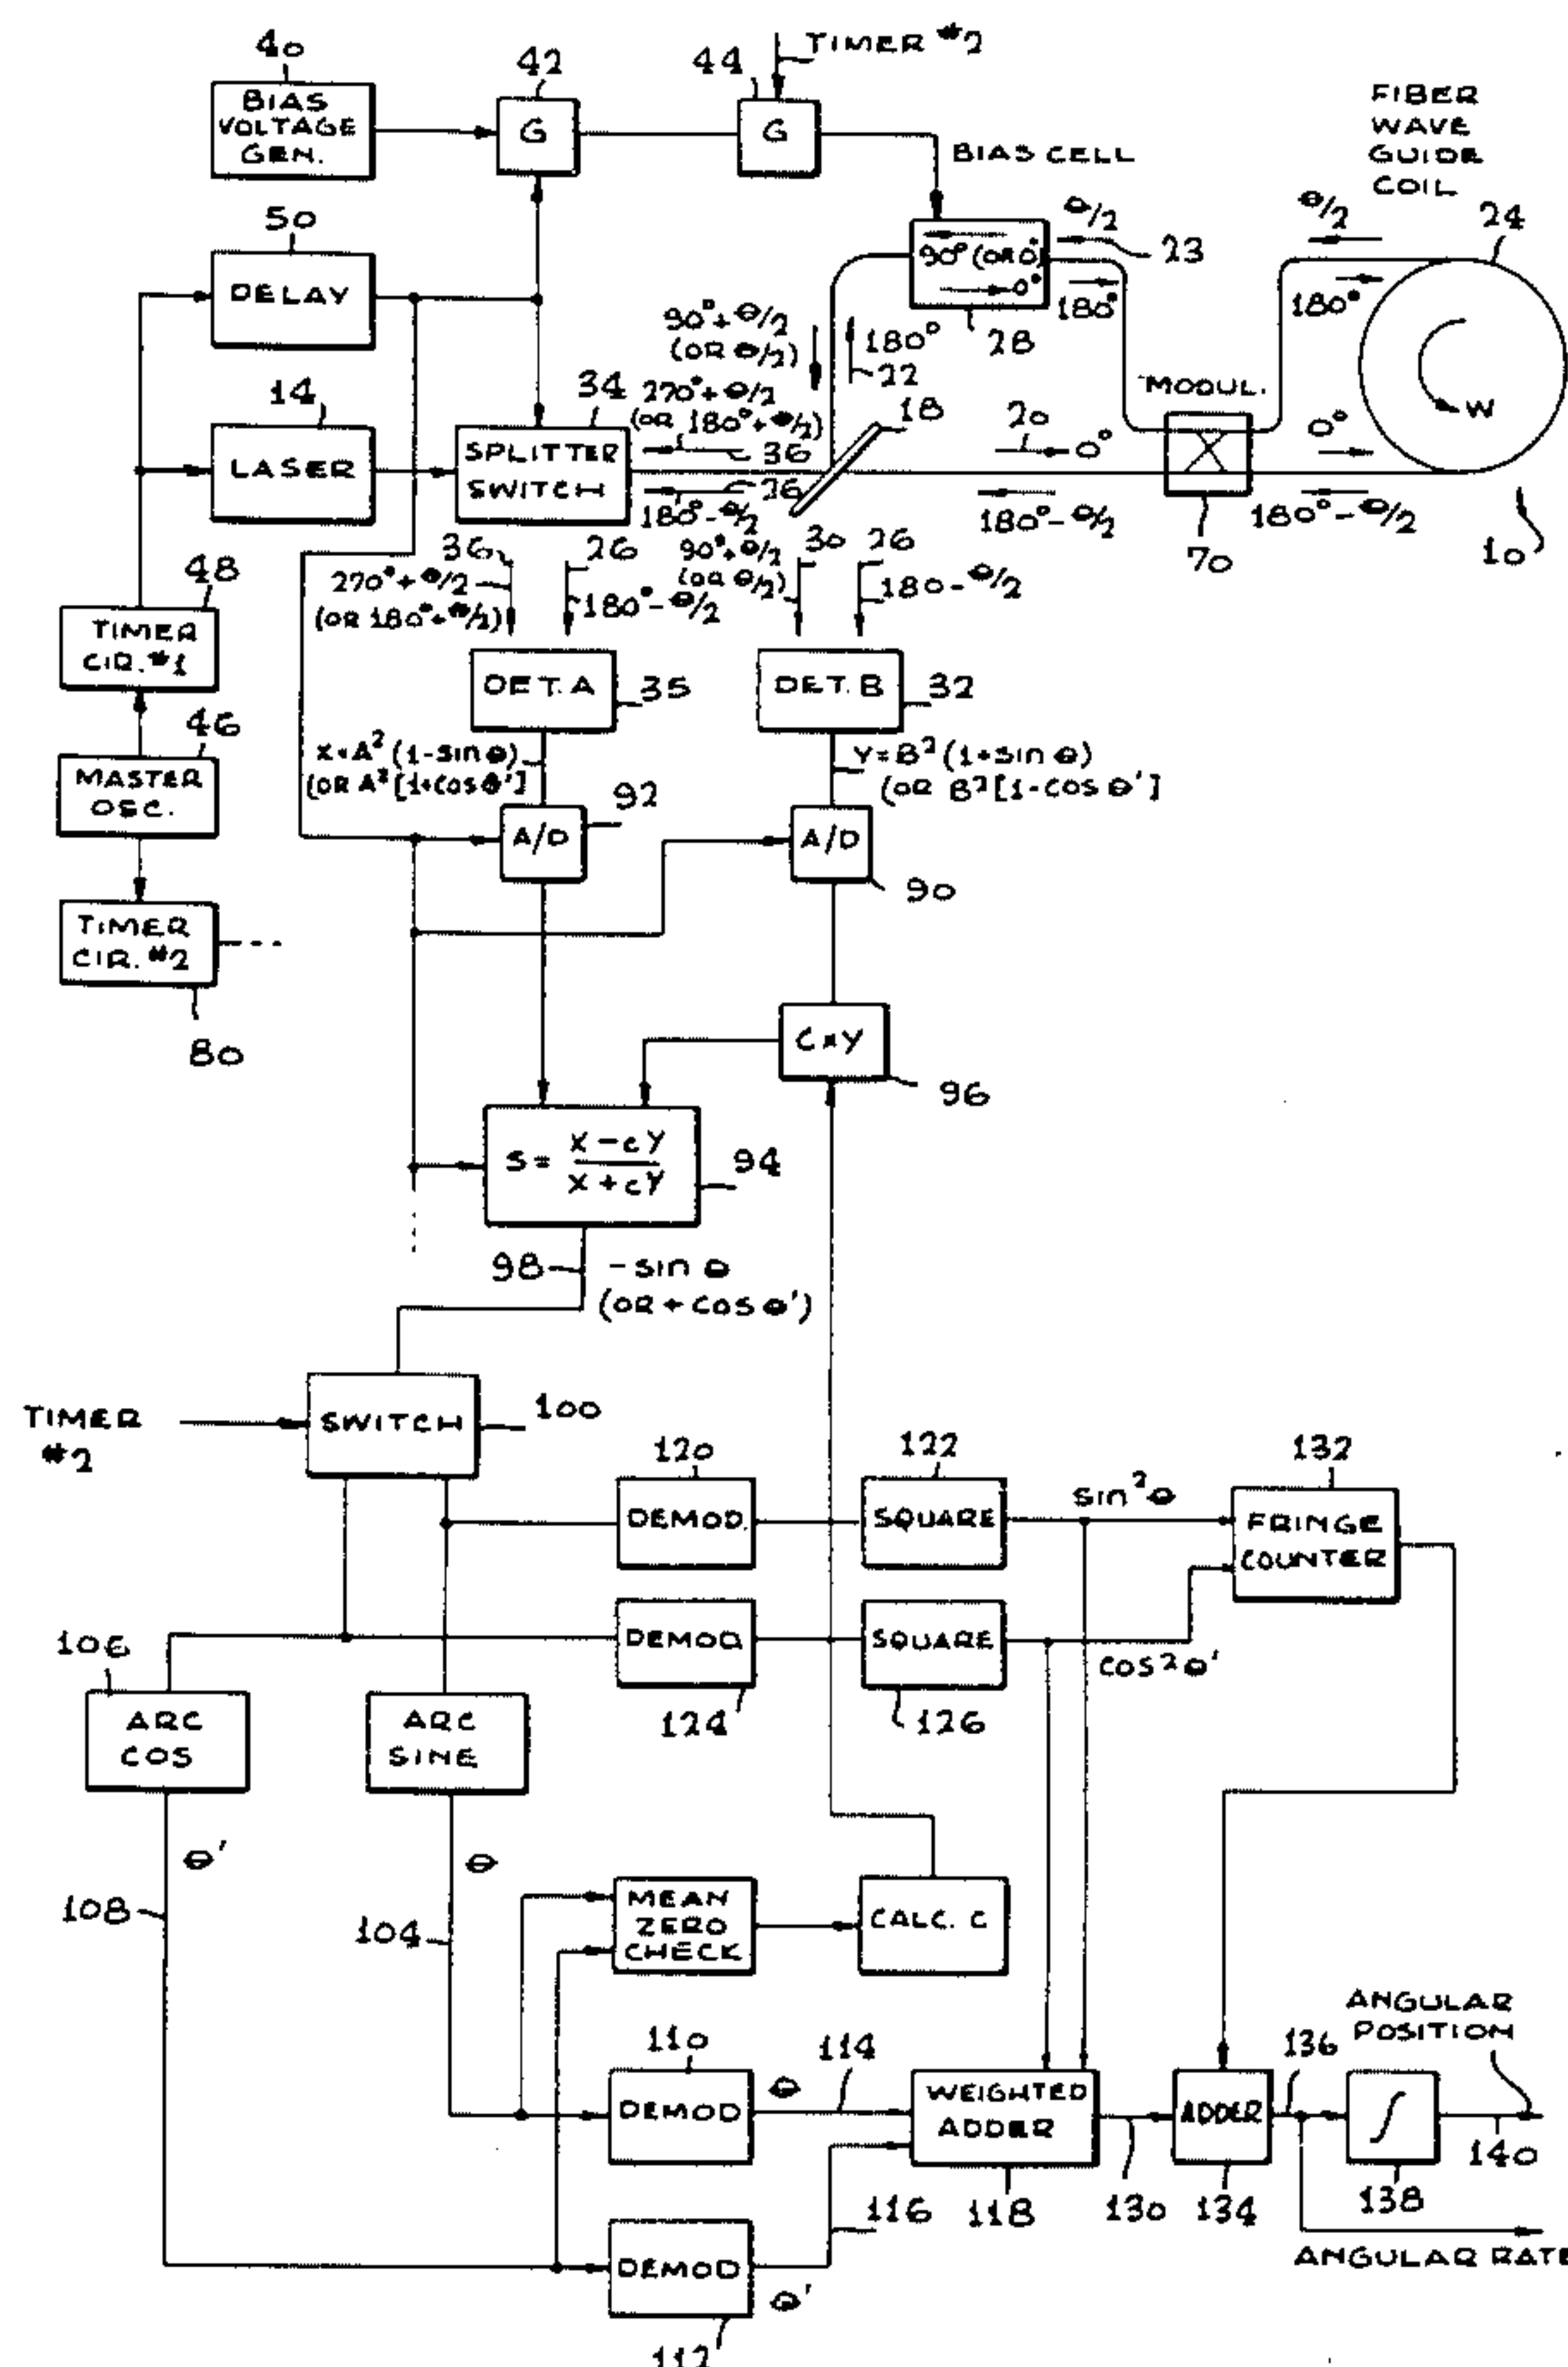 40
42
44
TIMER #2
BIAS
VOLTAGE
GEN.
G
G
BIAS CELL
FIBER
WAVE
GUIDE
COIL
50
DELAY
90° (OR 0°)
0°
θ/2
23
θ/2
24
180°
180°
28
90°+θ/2
(OR θ/2)
180°
22
14
LASER
34
SPLITTER
SWITCH
270°+θ/2
(OR 180°+θ/2)
36
26
180°-θ/2
18
20
0°
MODUL.
0°
W
180°-θ/2
180°-θ/2
70
10
48
TIMER
CIR. #1
36
270°+θ/2
(OR 180°+θ/2)
26
180°-θ/2
90°+θ/2
(OR θ/2)
30
26
180-θ/2
DET. A
35
DET. B
32
46
MASTER
OSC.
X=A² (1-sin θ)
(OR A² [1+cos θ']
Y=B² (1+sin θ)
(OR B² [1-cos θ']
92
A/D
A/D
90
TIMER
CIR. #2
80
C×Y
96
S = X-cY
X+cY
94
98
-sin θ
(OR + cos θ')
TIMER
#2
SWITCH
100
120
DEMOD.
122
SQUARE
sin² θ
132
FRINGE
COUNTER
106
DEMOD
124
SQUARE
126
cos² θ'
ARC
COS
ARC
SINE
θ'
θ
108
104
MEAN
ZERO
CHECK
CALC. C
110
DEMOD
θ
114
WEIGHTED
ADDER
118
130
ADDER
134
136
∫
138
ANGULAR
POSITION
140
116
ANGULAR RATE
DEMOD
θ'
112